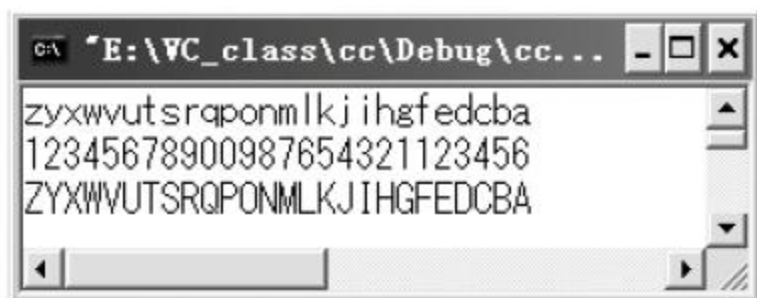 "E:\VC_class\cc\Debug\cc...
zyxwvutsrqponmlkjihgfedcba
12345678900987654321123456
ZYXWVUTSRQPONMLKJIHGFEDCBA